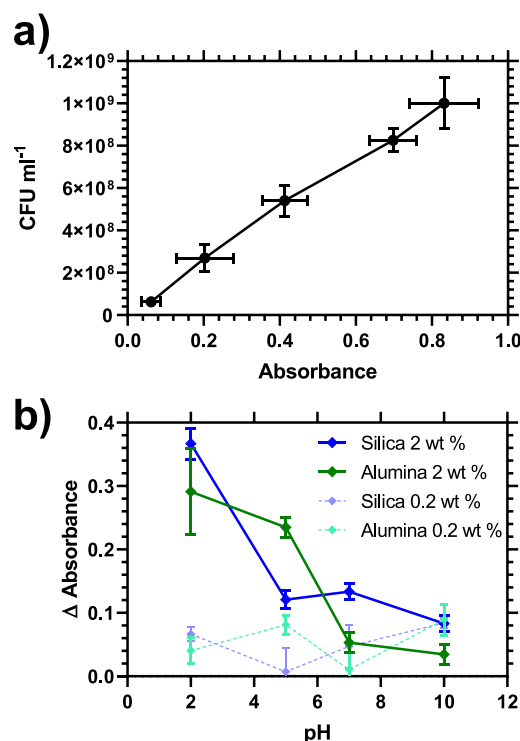 a)
1.2×10⁹
1×10⁹
8×10⁸
6×10⁸
4×10⁸
2×10⁸
0
CFU ml⁻¹
0.0 0.2 0.4 0.6 0.8 1.0
Absorbance
b)
0.4
0.3
0.2
0.1
0.0
Δ Absorbance
Silica 2 wt %
Alumina 2 wt %
Silica 0.2 wt %
Alumina 0.2 wt %
0 2 4 6 8 10 12
pH